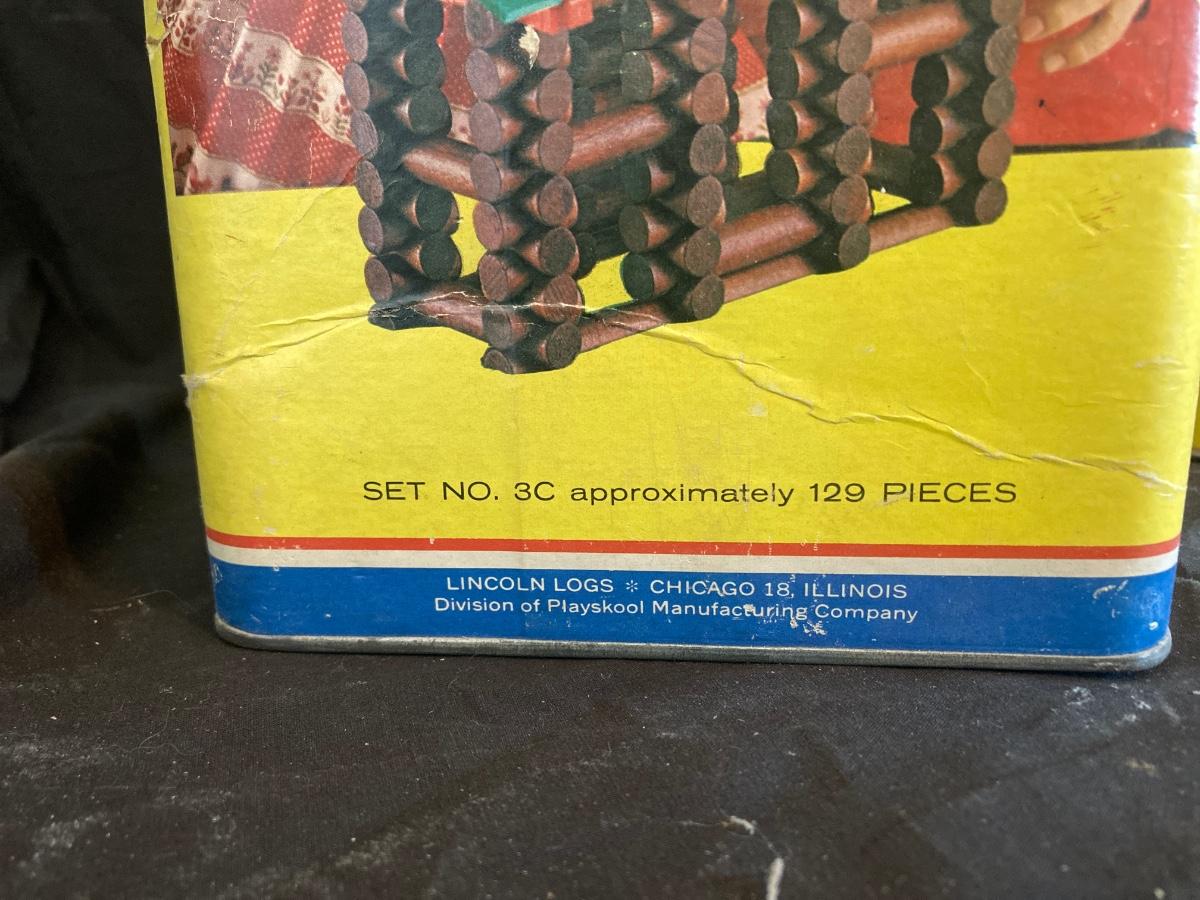 SET NO. 3C approximately 129 PIECES
LINCOLN LOGS * CHICAGO 18, ILLINOIS
Division of Playskool Manufacturing Company